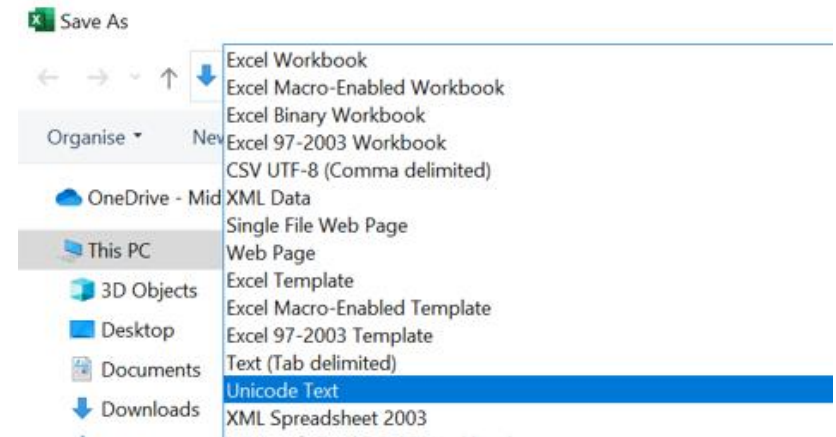 Save As
Excel Workbook
Excel Macro-Enabled Workbook
Excel Binary Workbook
Organise
Excel 97-2003 Workbook
CSV UTF-8 (Comma delimited)
OneDrive - Mid
XML Data
Single File Web Page
This PC
Web Page
3D Objects
Excel Template
Excel Macro-Enabled Template
Desktop
Excel 97-2003 Template
Documents
Text (Tab delimited)
Unicode Text
Downloads
XML Spreadsheet 2003